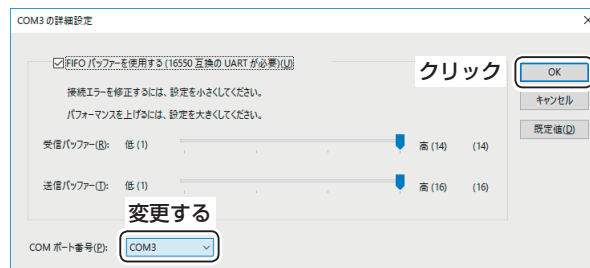 COM3 の詳細設定
FIFO バッファーを使用する (16550 互換の UART が必要)(U)
クリック
OK
接続エラーを修正するには、設定を小さくしてください。
キャンセル
パフォーマンスを上げるには、設定を大きくしてください。
既定値(D)
受信バッファー(R): 低 (1) 高 (14) (14)
送信バッファー(T): 低 (1) 高 (16) (16)
変更する
COM ポート番号(P): COM3